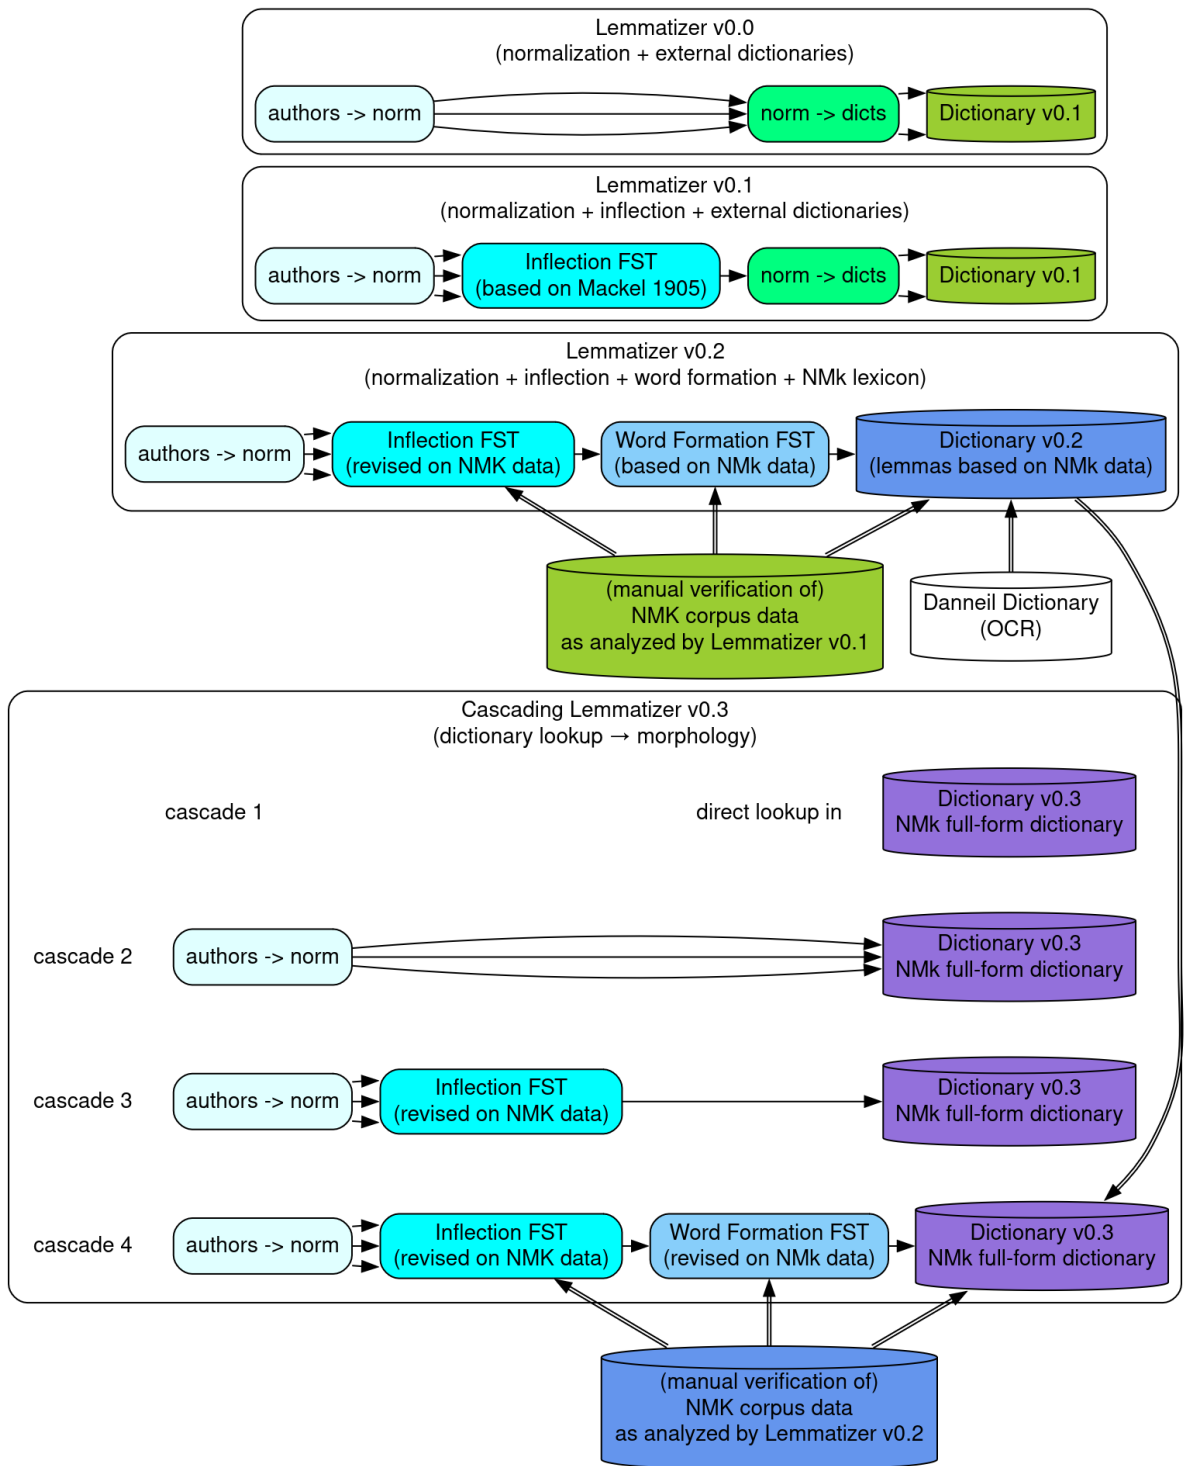 Lemmatizer v0.0
(normalization + external dictionaries)
authors -> norm
norm -> dicts
Dictionary v0.1
Lemmatizer v0.1
(normalization + inflection + external dictionaries)
authors -> norm
Inflection FST
(based on Mackel 1905)
norm -> dicts
Dictionary v0.1
Lemmatizer v0.2
(normalization + inflection + word formation + NMk lexicon)
authors -> norm
Inflection FST
(revised on NMK data)
Word Formation FST
(based on NMk data)
Dictionary v0.2
(lemmas based on NMk data)
(manual verification of)
NMK corpus data
as analyzed by Lemmatizer v0.1
Danneil Dictionary
(OCR)
Cascading Lemmatizer v0.3
(dictionary lookup → morphology)
cascade 1
direct lookup in
Dictionary v0.3
NMk full-form dictionary
cascade 2
authors -> norm
Dictionary v0.3
NMk full-form dictionary
cascade 3
authors -> norm
Inflection FST
(revised on NMK data)
Dictionary v0.3
NMk full-form dictionary
cascade 4
authors -> norm
Inflection FST
(revised on NMK data)
Word Formation FST
(revised on NMk data)
Dictionary v0.3
NMk full-form dictionary
(manual verification of)
NMK corpus data
as analyzed by Lemmatizer v0.2